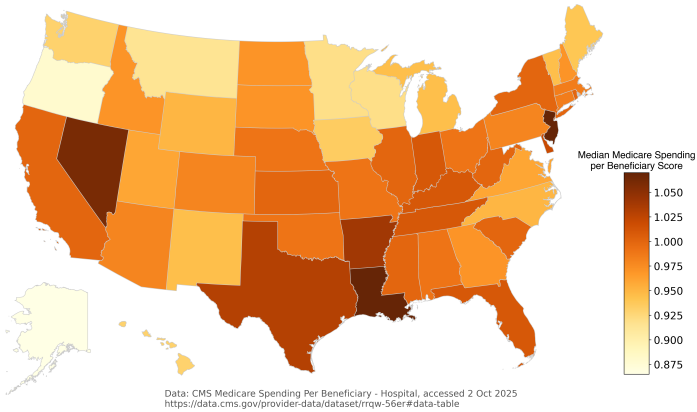 Median Medicare Spending
per Beneficiary Score
1.050
1.025
1.000
0.975
0.950
0.925
0.900
0.875
Data: CMS Medicare Spending Per Beneficiary - Hospital, accessed 2 Oct 2025
https://data.cms.gov/provider-data/dataset/rrqw-56er#data-table